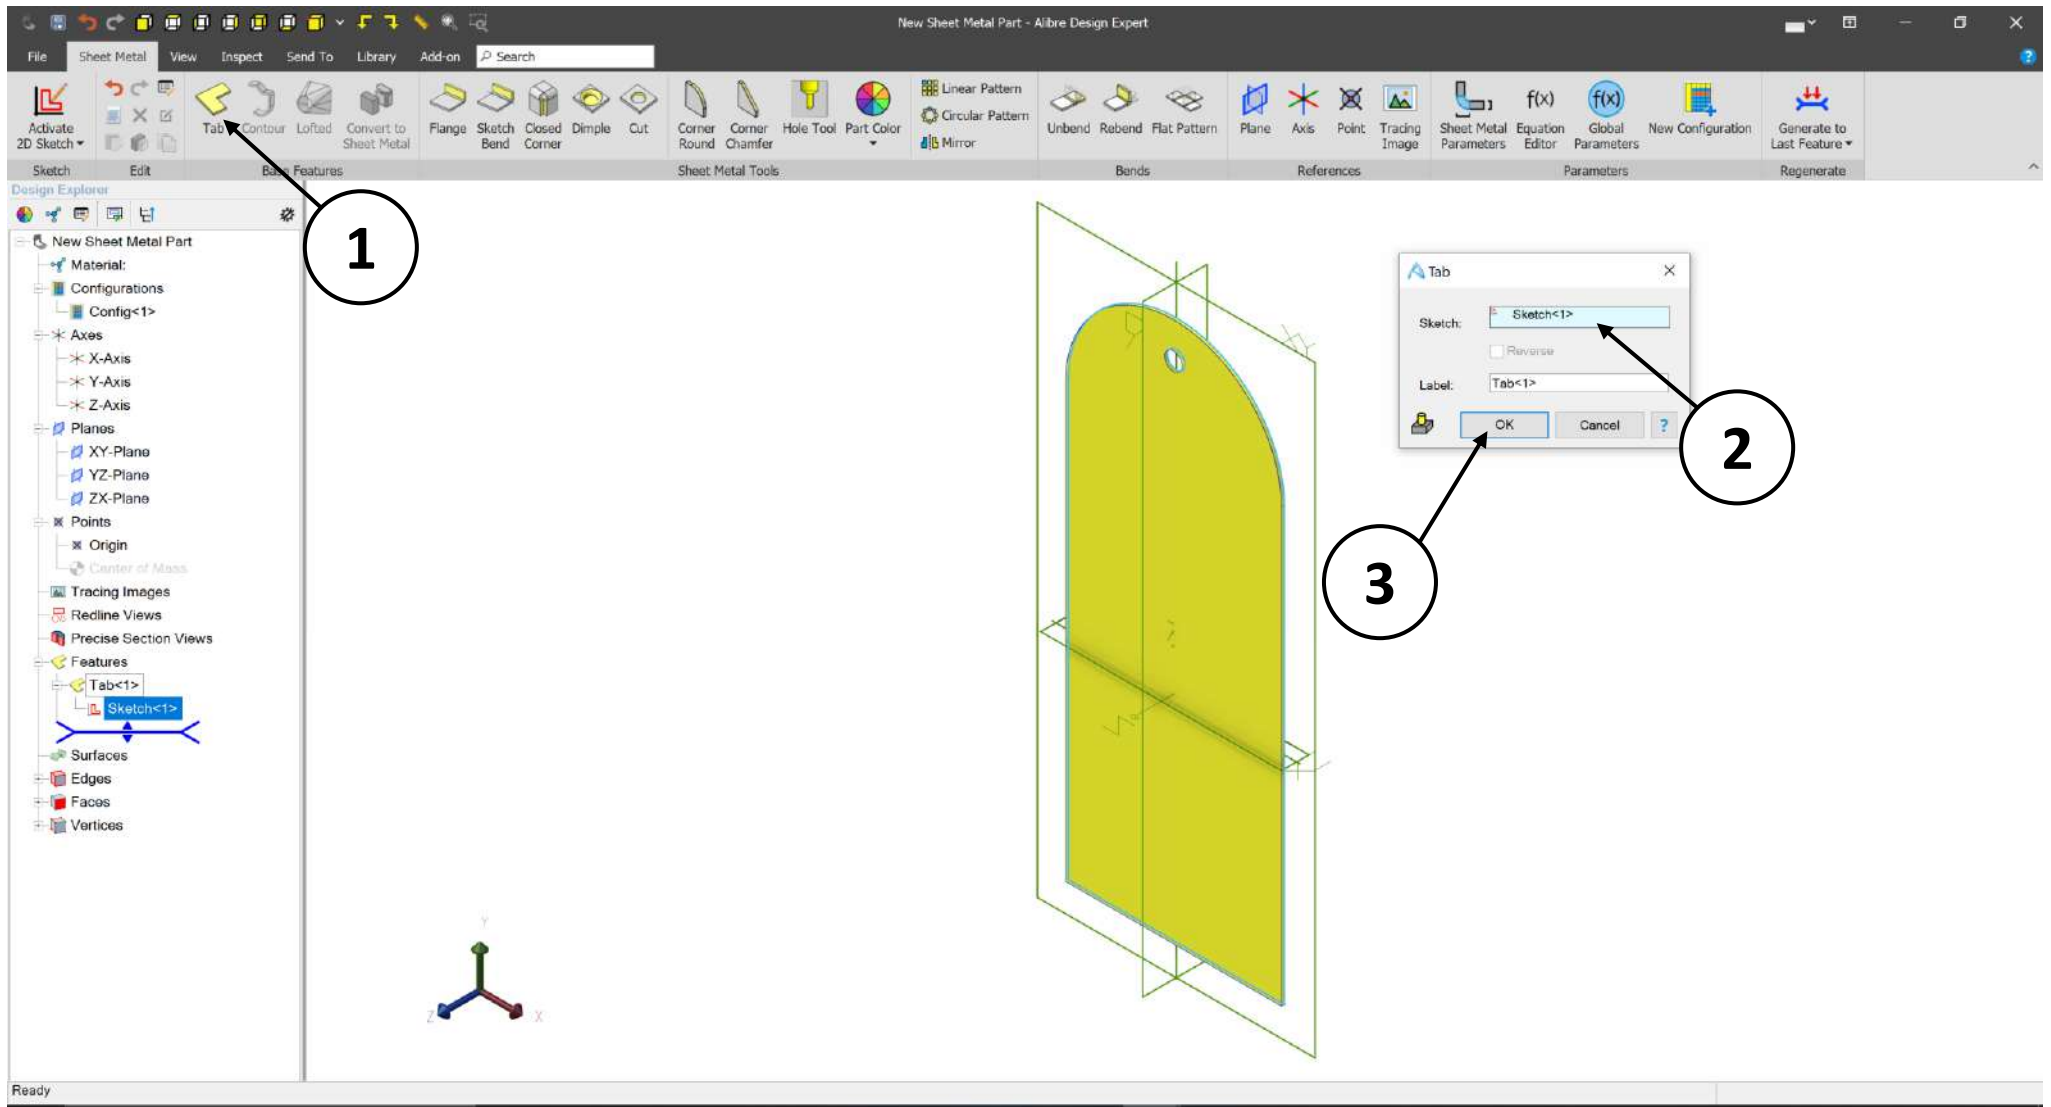 New Sheet Metal Part - Alibre Design Expert
File Sheet Metal View Inspect Send To Library Add-on Search
Activate 2D Sketch
Tab Contour Lofted Convert to Sheet Metal
Flange Sketch Bend Closed Corner Dimple Cut
Corner Round Corner Chamfer Hole Tool Part Color
Linear Pattern
Circular Pattern
Mirror
Unbend Rebend Flat Pattern
Plane Axis Point Tracing Image
Sheet Metal Parameters Equation Editor Global Parameters New Configuration
f(x) f(x)
Generate to Last Feature
Sketch Edit Base Features Sheet Metal Tools Bends References Parameters Regenerate
Design Explorer
New Sheet Metal Part
Material:
Configurations
Config<1>
Axes
X-Axis
Y-Axis
Z-Axis
Planes
XY-Plane
YZ-Plane
ZX-Plane
Points
Origin
Center of Mass
Tracing Images
Redline Views
Precise Section Views
Features
Tab<1>
Sketch<1>
Surfaces
Edges
Faces
Vertices
1
Tab
Sketch: Sketch<1>
Reverse
Label: Tab<1>
OK Cancel ?
2
3
Y
Z X
Ready